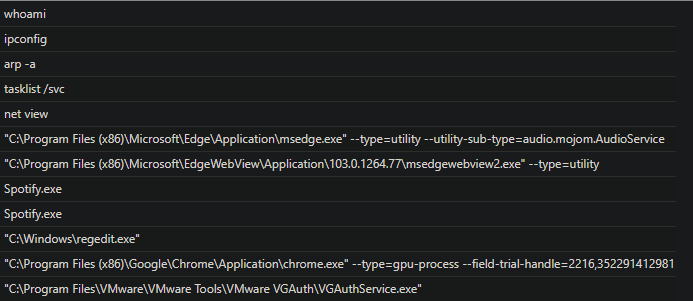 whoami
ipconfig
arp -a
tasklist /svc
net view
"C:\Program Files (x86)\Microsoft\Edge\Application\msedge.exe" --type=utility --utility-sub-type=audio.mojom.AudioService
"C:\Program Files (x86)\Microsoft\EdgeWebView\Application\103.0.1264.77\msedgewebview2.exe" --type=utility
Spotify.exe
Spotify.exe
"C:\Windows\regedit.exe"
"C:\Program Files (x86)\Google\Chrome\Application\chrome.exe" --type=gpu-process --field-trial-handle=2216,352291412981
"C:\Program Files\VMware\VMware Tools\VMware VGAuth\VGAuthService.exe"